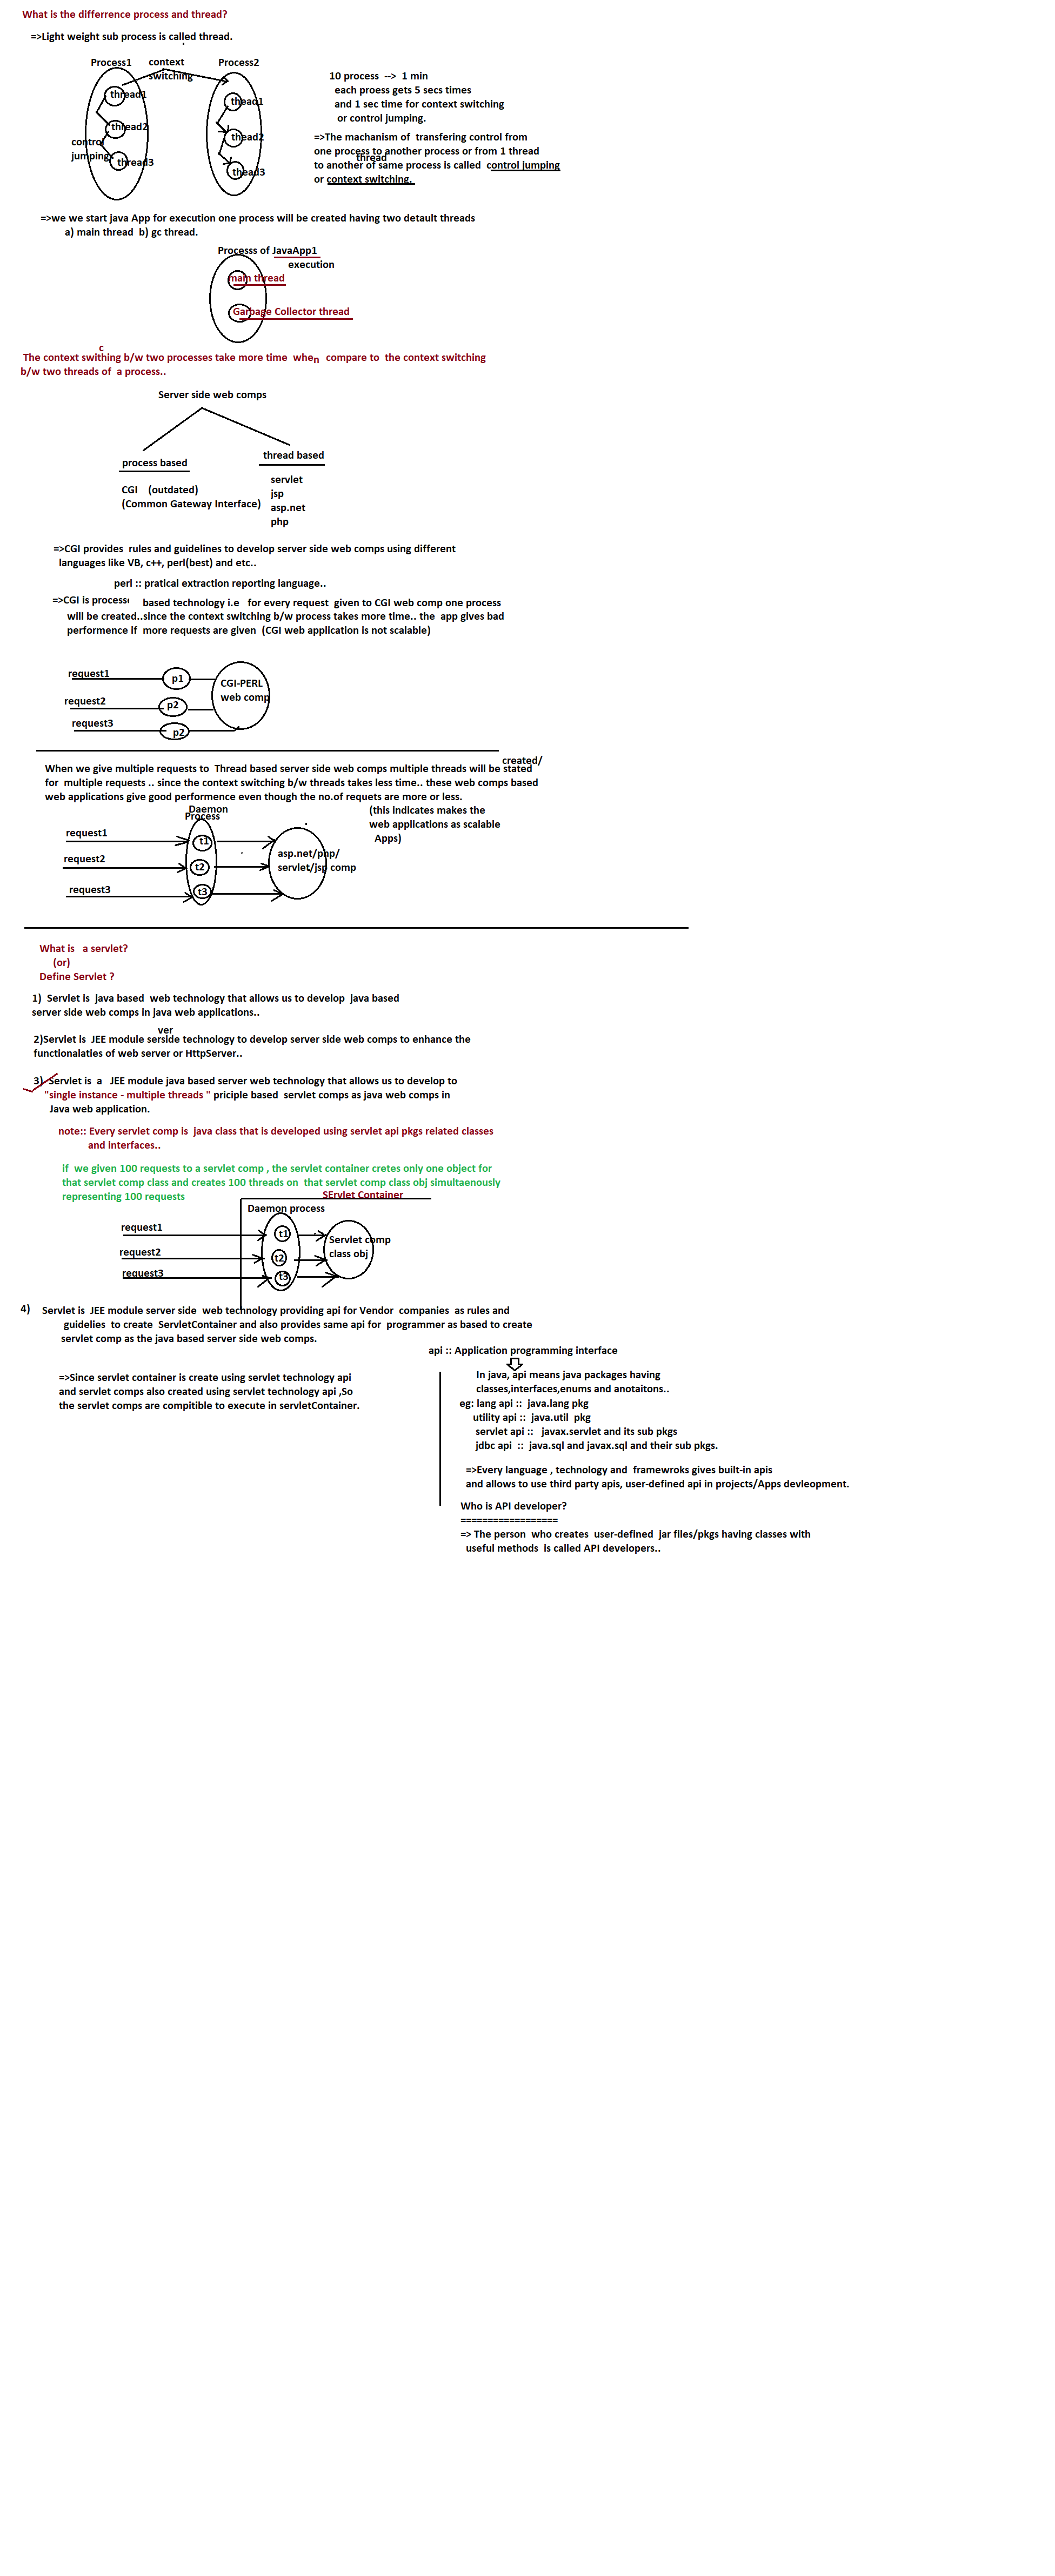 What is the differrence process and thread?
=>Light weight sub process is called thread.
Process1
context
switching
Process2
thread1
thread2
control
jumping
thread3
thead1
thead2
thead3
10 process --> 1 min
each proess gets 5 secs times
and 1 sec time for context switching
or control jumping.
=>The machanism of transfering control from
one process to another process or from 1 thread
thread
to another of same process is called control jumping
or context switching.
=>we we start java App for execution one process will be created having two detault threads
a) main thread b) gc thread.
Processs of JavaApp1
execution
main thread
Garbage Collector thread
c
The context swithing b/w two processes take more time when compare to the context switching
b/w two threads of a process..
Server side web comps
process based
thread based
CGI (outdated)
(Common Gateway Interface)
servlet
jsp
asp.net
php
=>CGI provides rules and guidelines to develop server side web comps using different
languages like VB, c++, perl(best) and etc..
perl :: pratical extraction reporting language..
=>CGI is process based technology i.e for every request given to CGI web comp one process
will be created..since the context switching b/w process takes more time.. the app gives bad
performence if more requests are given (CGI web application is not scalable)
request1
p1
CGI-PERL
web comp
request2
p2
request3
p2
created/
When we give multiple requests to Thread based server side web comps multiple threads will be stated
for multiple requests .. since the context switching b/w threads takes less time.. these web comps based
web applications give good performence even though the no.of requets are more or less.
(this indicates makes the
web applications as scalable
Apps)
Daemon
Process
request1
t1
request2
t2
request3
t3
asp.net/php/
servlet/jsp comp
What is a servlet?
(or)
Define Servlet ?
1) Servlet is java based web technology that allows us to develop java based
server side web comps in java web applications..
ver
2)Servlet is JEE module serside technology to develop server side web comps to enhance the
functionalaties of web server or HttpServer..
3) Servlet is a JEE module java based server web technology that allows us to develop to
"single instance - multiple threads " priciple based servlet comps as java web comps in
Java web application.
note:: Every servlet comp is java class that is developed using servlet api pkgs related classes
and interfaces..
if we given 100 requests to a servlet comp , the servlet container cretes only one object for
that servlet comp class and creates 100 threads on that servlet comp class obj simultaenously
representing 100 requests
SErvlet Container
Daemon process
request1
t1
request2
t2
request3
t3
Servlet comp
class obj
4) Servlet is JEE module server side web technology providing api for Vendor companies as rules and
guidelies to create ServletContainer and also provides same api for programmer as based to create
servlet comp as the java based server side web comps.
=>Since servlet container is create using servlet technology api
and servlet comps also created using servlet technology api ,So
the servlet comps are compitible to execute in servletContainer.
api :: Application programming interface
In java, api means java packages having
classes,interfaces,enums and anotaitons..
eg: lang api :: java.lang pkg
utility api :: java.util pkg
servlet api :: javax.servlet and its sub pkgs
jdbc api :: java.sql and javax.sql and their sub pkgs.
=>Every language , technology and framewroks gives built-in apis
and allows to use third party apis, user-defined api in projects/Apps devleopment.
Who is API developer?
==================
=> The person who creates user-defined jar files/pkgs having classes with
useful methods is called API developers..